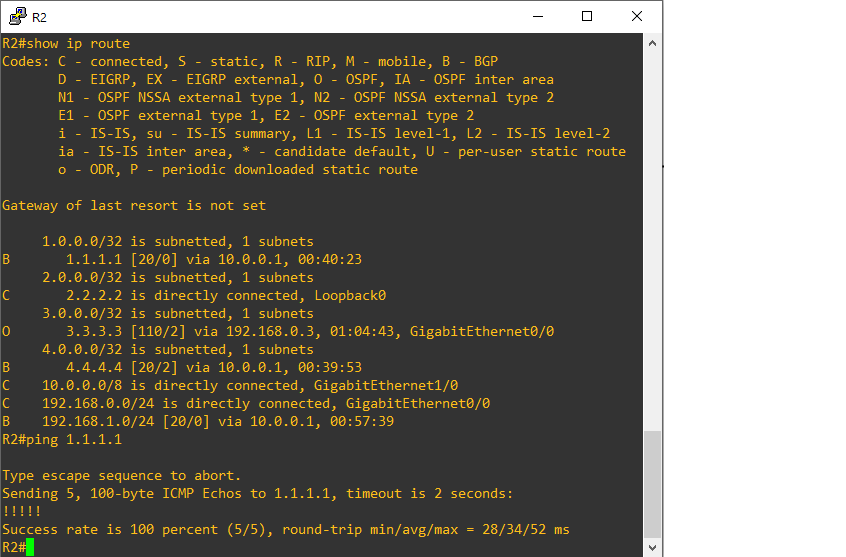 R2
R2#show ip route
Codes: C - connected, S - static, R - RIP, M - mobile, B - BGP
       D - EIGRP, EX - EIGRP external, O - OSPF, IA - OSPF inter area
       N1 - OSPF NSSA external type 1, N2 - OSPF NSSA external type 2
       E1 - OSPF external type 1, E2 - OSPF external type 2
       i - IS-IS, su - IS-IS summary, L1 - IS-IS level-1, L2 - IS-IS level-2
       ia - IS-IS inter area, * - candidate default, U - per-user static route
       o - ODR, P - periodic downloaded static route
Gateway of last resort is not set
     1.0.0.0/32 is subnetted, 1 subnets
B       1.1.1.1 [20/0] via 10.0.0.1, 00:40:23
     2.0.0.0/32 is subnetted, 1 subnets
C       2.2.2.2 is directly connected, Loopback0
     3.0.0.0/32 is subnetted, 1 subnets
O       3.3.3.3 [110/2] via 192.168.0.3, 01:04:43, GigabitEthernet0/0
     4.0.0.0/32 is subnetted, 1 subnets
B       4.4.4.4 [20/2] via 10.0.0.1, 00:39:53
C    10.0.0.0/8 is directly connected, GigabitEthernet1/0
C    192.168.0.0/24 is directly connected, GigabitEthernet0/0
B    192.168.1.0/24 [20/0] via 10.0.0.1, 00:57:39
R2#ping 1.1.1.1
Type escape sequence to abort.
Sending 5, 100-byte ICMP Echos to 1.1.1.1, timeout is 2 seconds:
!!!!!
Success rate is 100 percent (5/5), round-trip min/avg/max = 28/34/52 ms
R2#